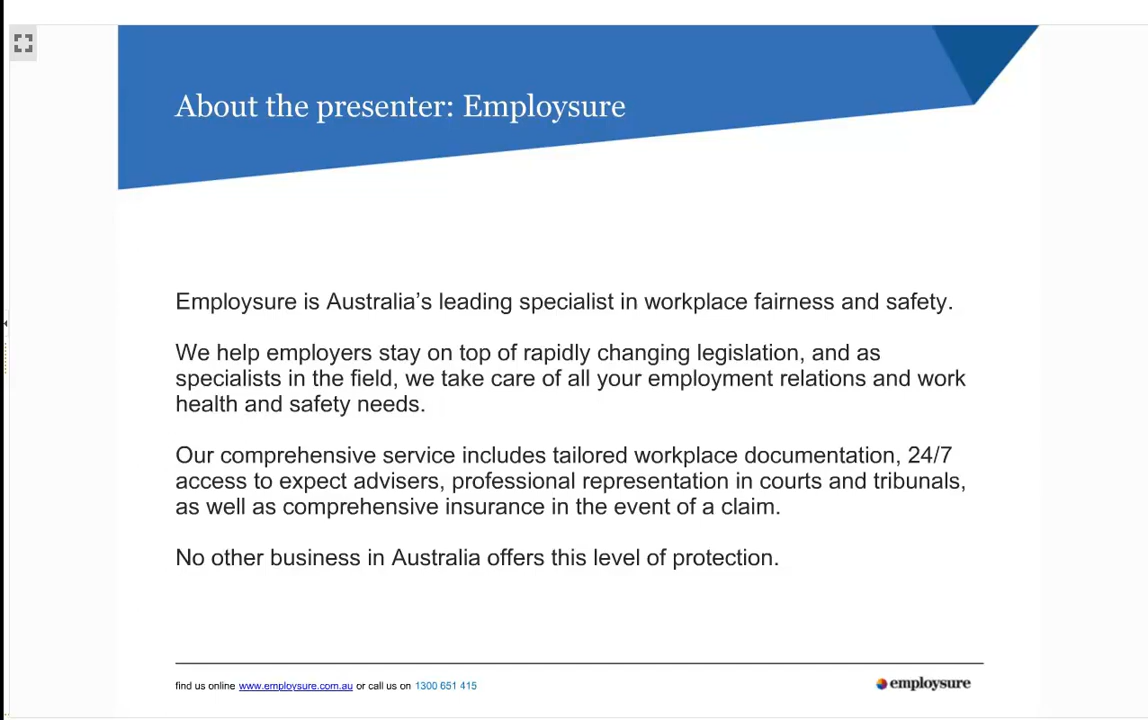 About the presenter: Employsure
Employsure is Australia’s leading specialist in workplace fairness and safety.
We help employers stay on top of rapidly changing legislation, and as
specialists in the field, we take care of all your employment relations and work
health and safety needs.
Our comprehensive service includes tailored workplace documentation, 24/7
access to expect advisers, professional representation in courts and tribunals,
as well as comprehensive insurance in the event of a claim.
No other business in Australia offers this level of protection.
find us online www.employsure.com.au or call us on 1300 651 415
employsure